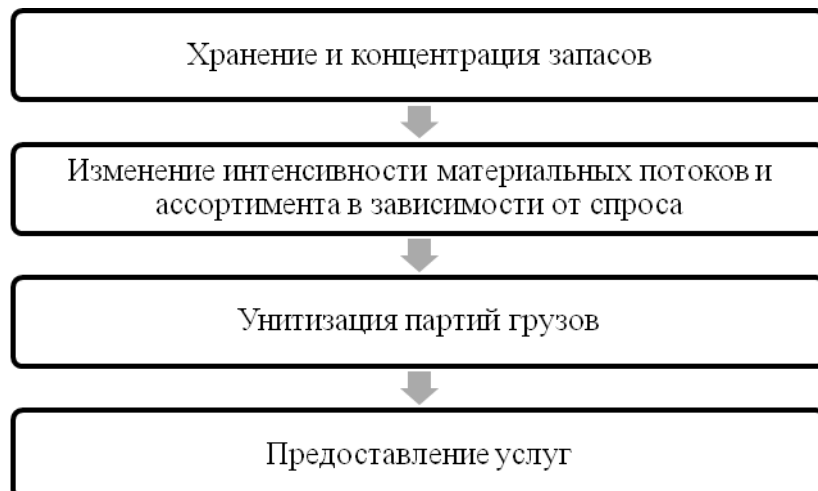 Хранение и концентрация запасов
Изменение интенсивности материальных потоков и
ассортимента в зависимости от спроса
Унитизация партий грузов
Предоставление услуг